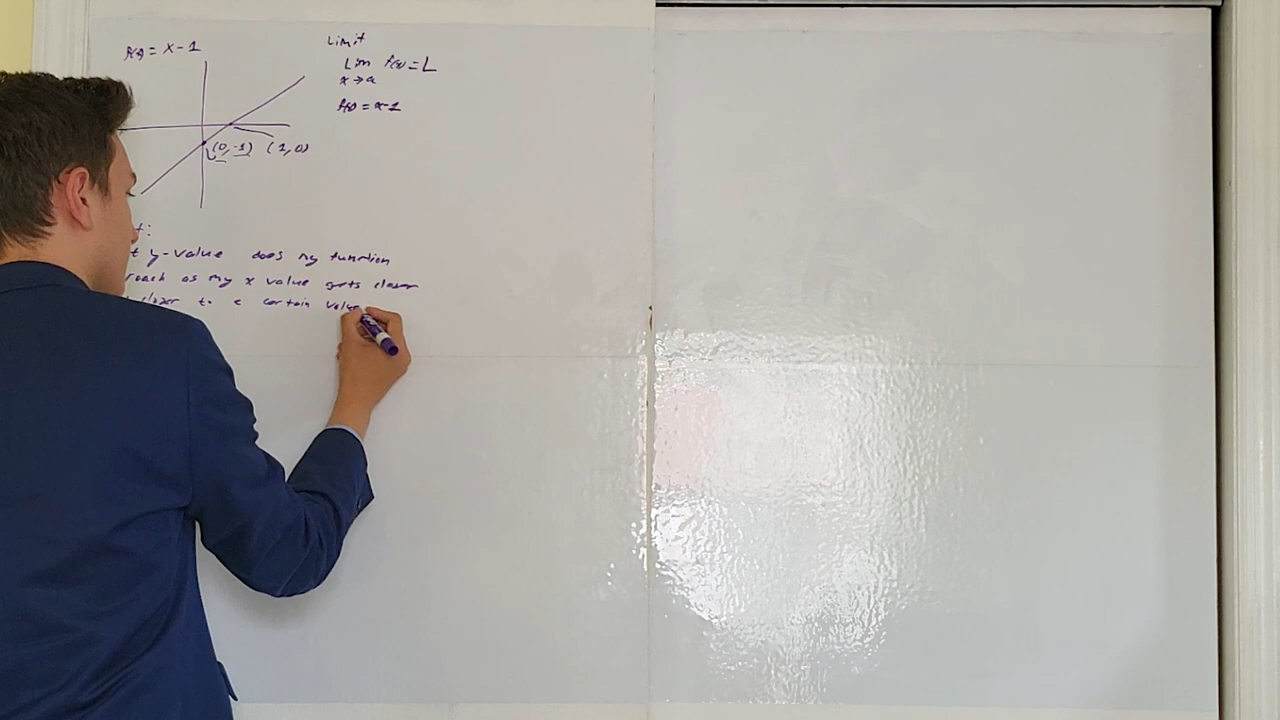 f(x) = x - 1
Limit
Lim f(x) = L
x → a
f(x) = x - 1
(0, -1) (1, 0)
t:
t y-value does my function
roach as my x value gets closer
closer to a certain value